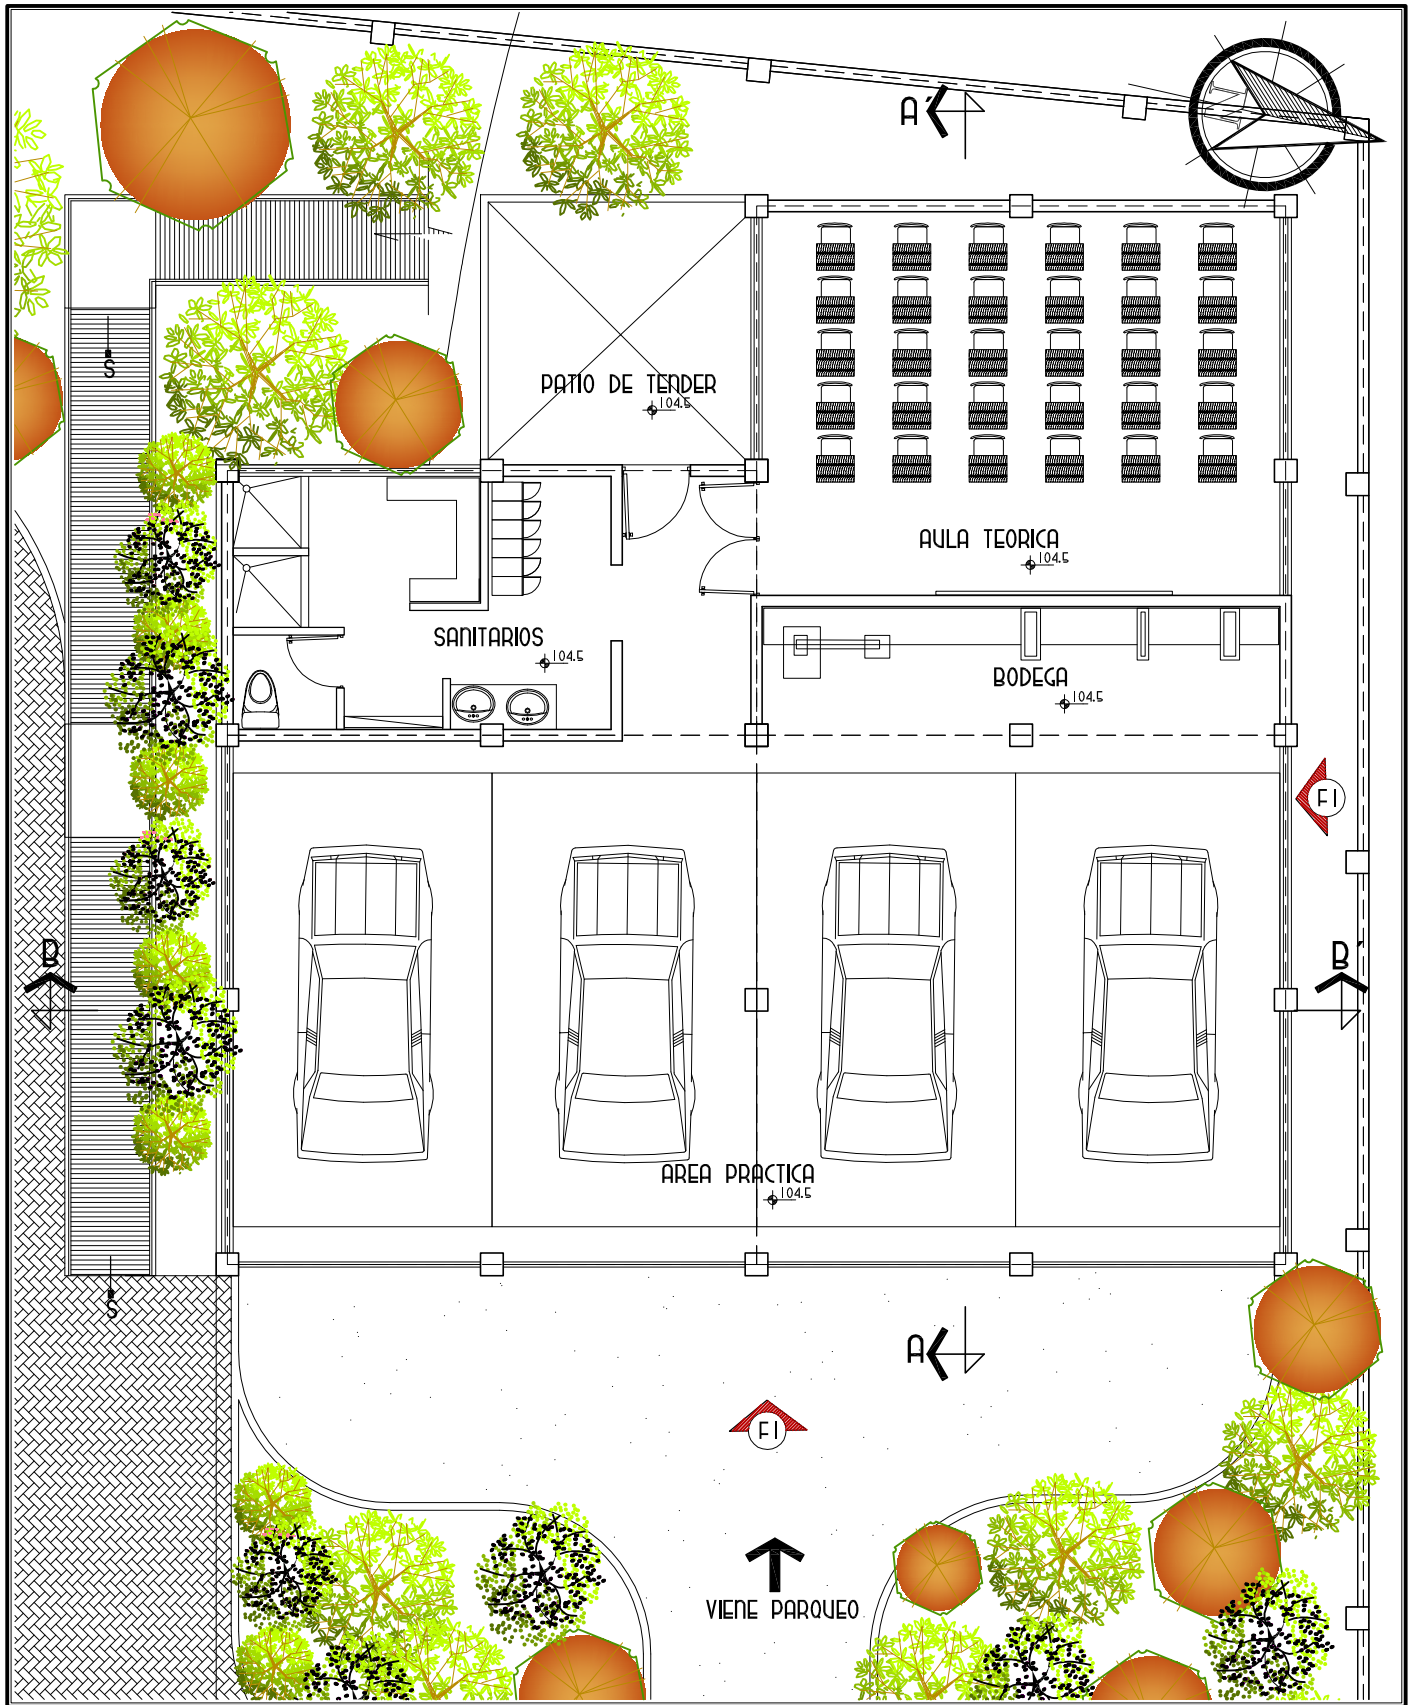 A´
S
PATIO DE TENDER
104.5
AULA TEORICA
104.5
SANITARIOS
104.5
BODEGA
104.5
F1
B
B´
AREA PRACTICA
104.5
S
A
F1
VIENE PARQUEO